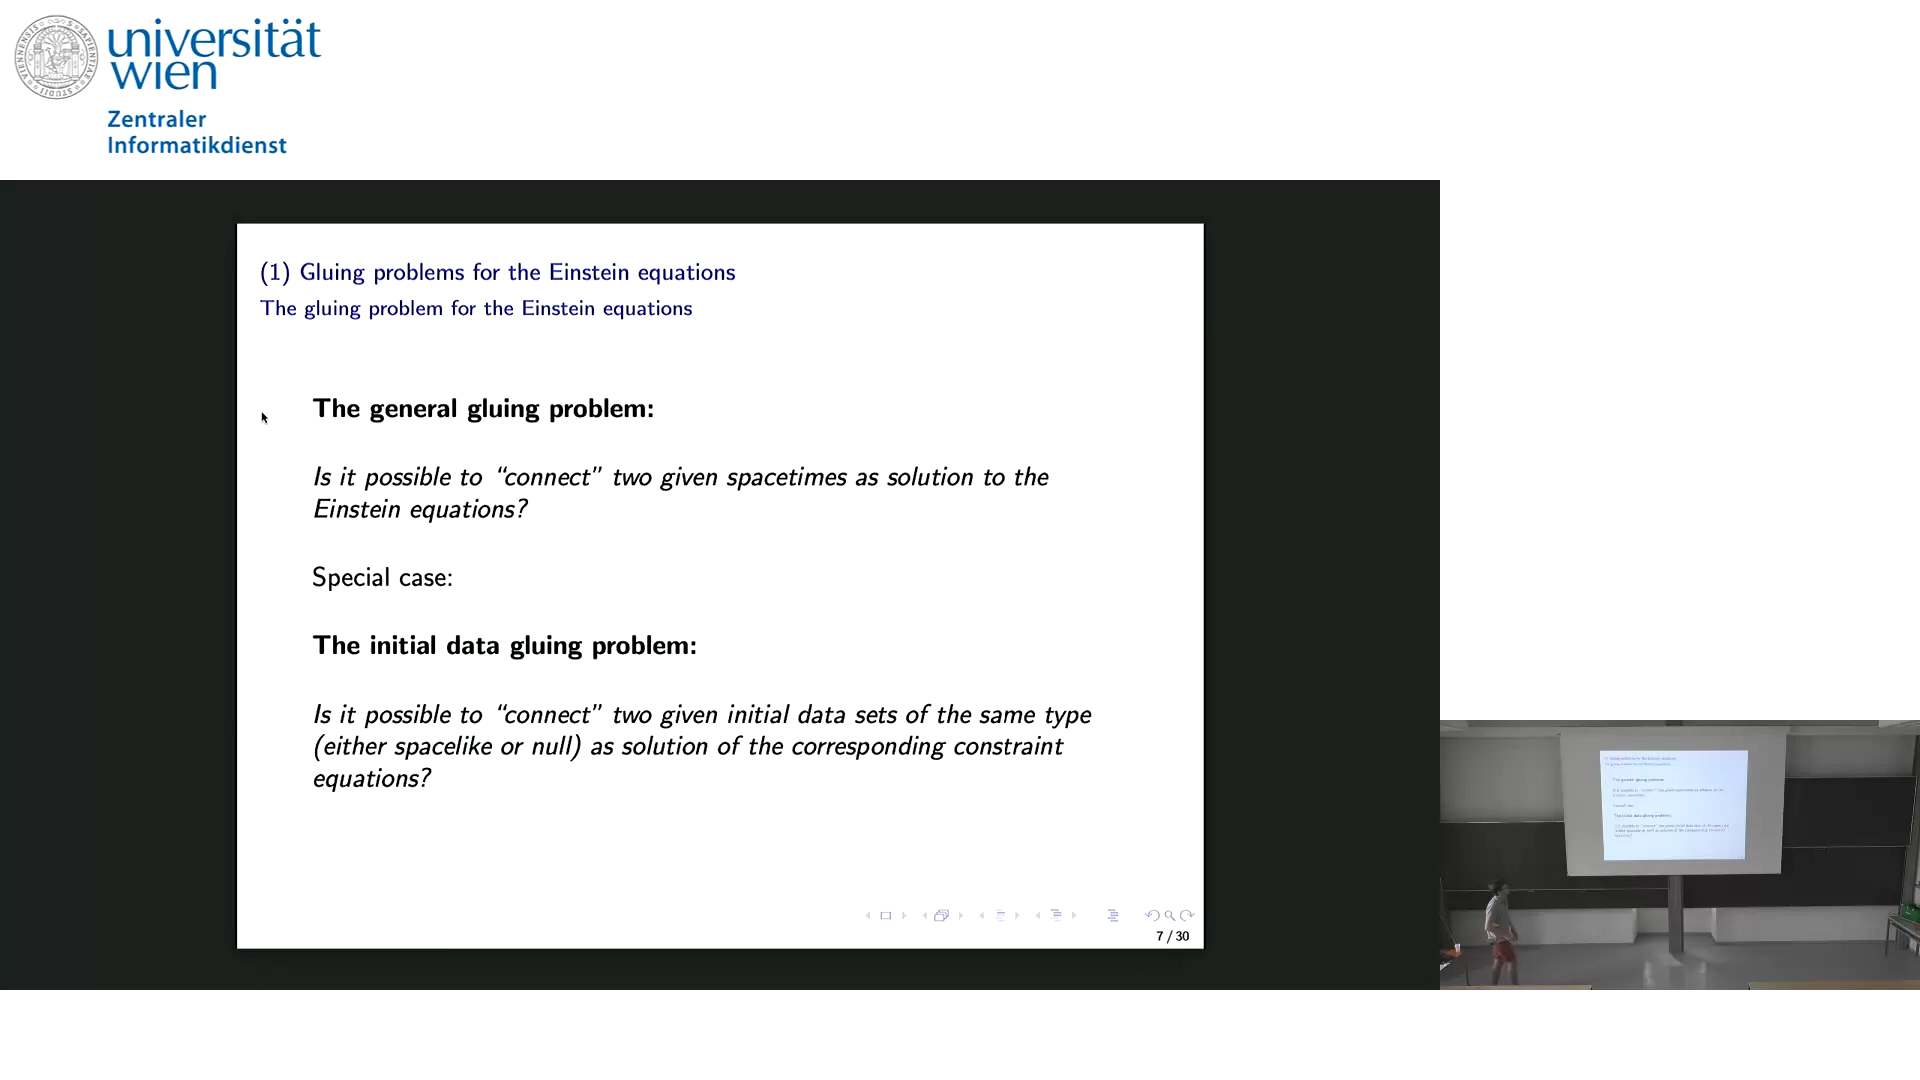 universität
wien
Zentraler
Informatikdienst
(1) Gluing problems for the Einstein equations
The gluing problem for the Einstein equations
The general gluing problem:
Is it possible to “connect” two given spacetimes as solution to the
Einstein equations?
Special case:
The initial data gluing problem:
Is it possible to “connect” two given initial data sets of the same type
(either spacelike or null) as solution of the corresponding constraint
equations?
7 / 30